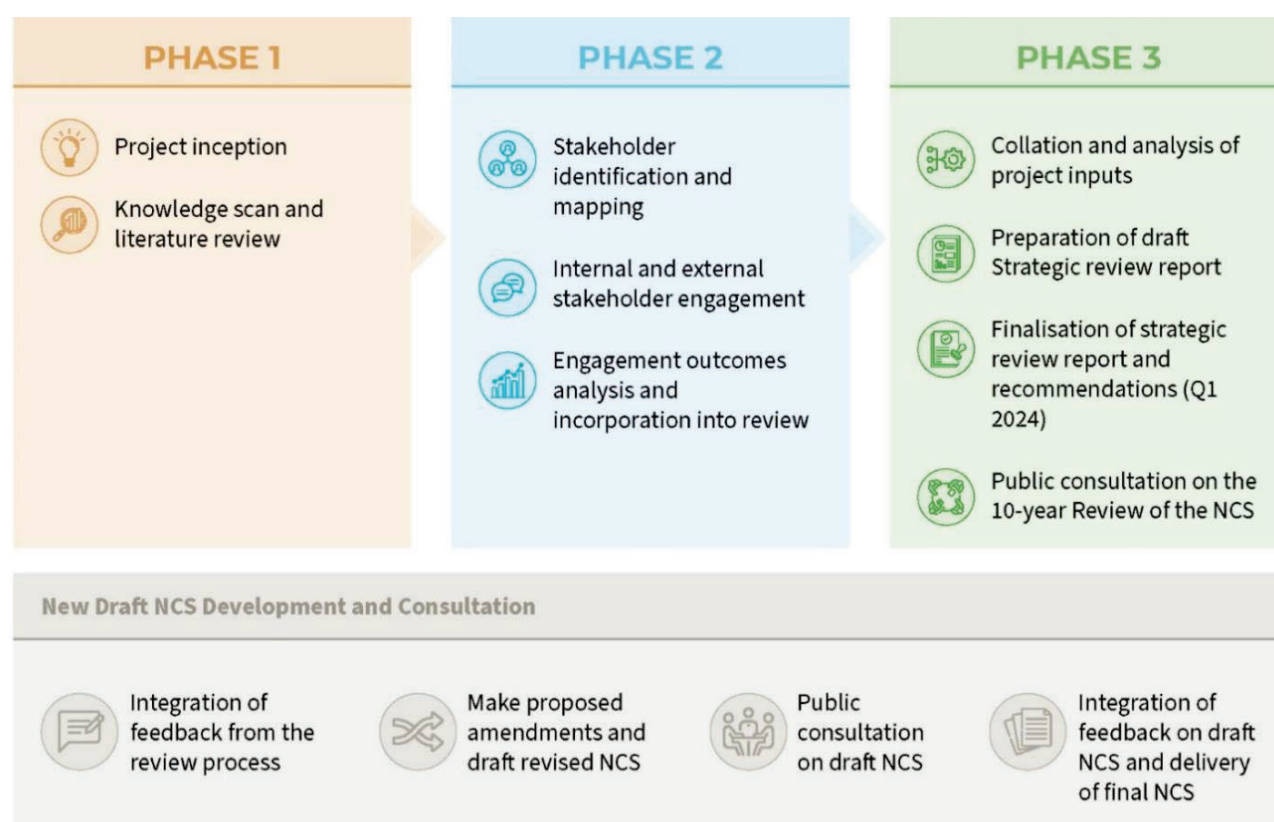 PHASE 1
Project inception
Knowledge scan and
literature review
PHASE 2
Stakeholder
identification and
mapping
Internal and external
stakeholder engagement
Engagement outcomes
analysis and
incorporation into review
PHASE 3
Collation and analysis of
project inputs
Preparation of draft
Strategic review report
Finalisation of strategic
review report and
recommendations (Q1
2024)
Public consultation on the
10-year Review of the NCS
New Draft NCS Development and Consultation
Integration of
feedback from the
review process
Make proposed
amendments and
draft revised NCS
Public
consultation
on draft NCS
Integration of
feedback on draft
NCS and delivery
of final NCS